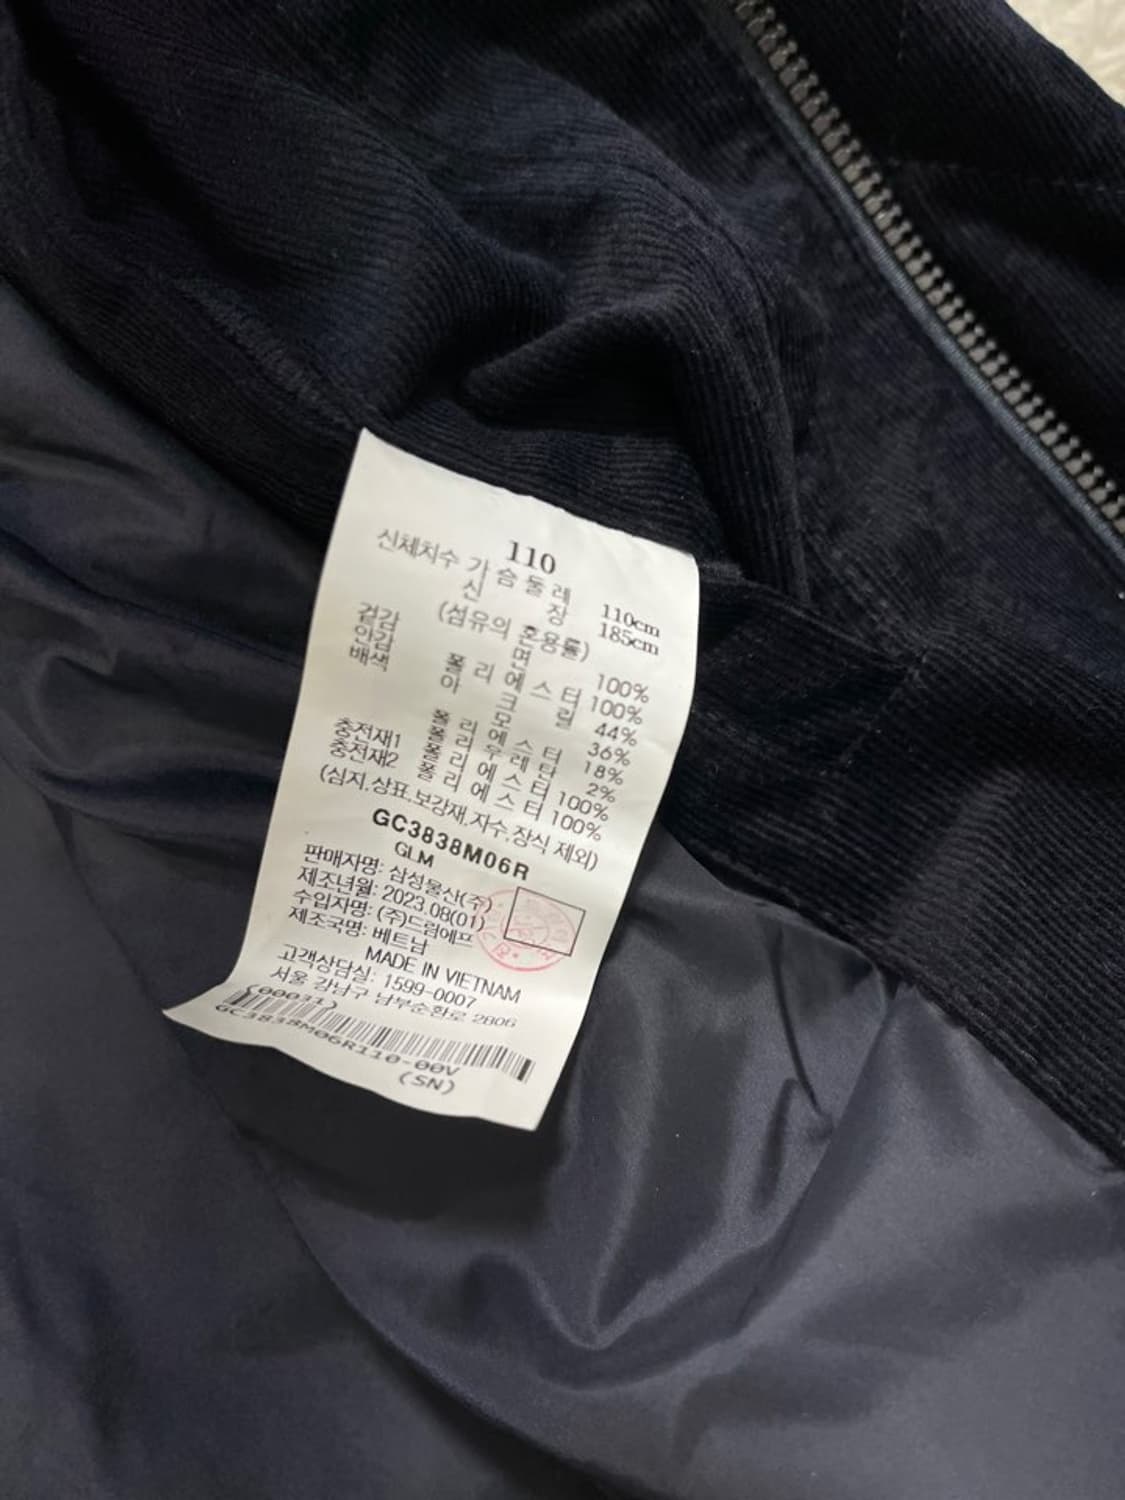 110
신체치수 가슴둘레 110cm
신장 185cm
(섬유의 혼용률)
겉감 면 100%
안감 폴리에스터 100%
배색 아크릴 44%
모 36%
폴리에스터 18%
폴리우레탄 2%
충전재1 폴리에스터 100%
충전재2 폴리에스터 100%
(심지,상표,보강재,자수,장식 제외)
GC3838M06R
GLM
판매자명: 삼성물산(주)
제조년월: 2023.08(01)
수입자명: (주)드림에프
제조국명: 베트남
MADE IN VIETNAM
고객상담실: 1599-0007
서울 강남구 남부순환로 2806
(00011)
GC3838M06R110-00V
(SN)